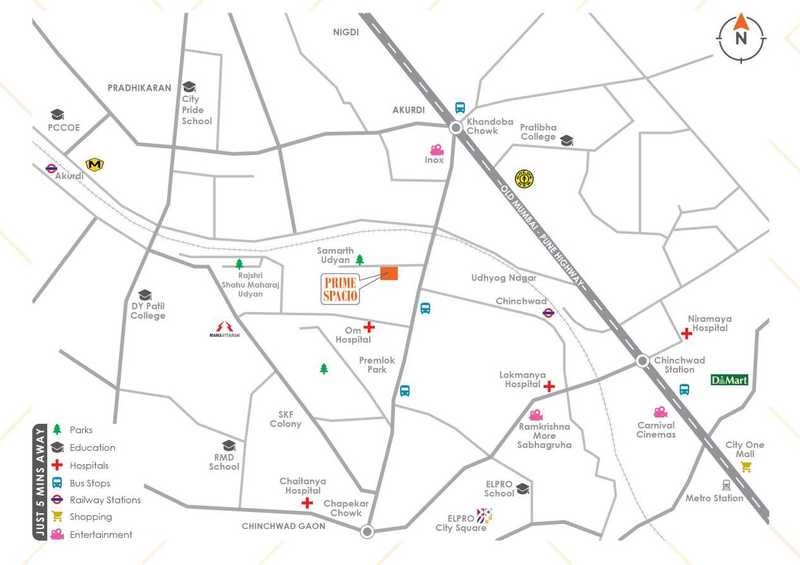 NIGDI
N
PRADHIKARAN
City
Pride
School
AKURDI
Khandoba
Chowk
PCCOE
Pratibha
College
Inox
M
Akurdi
OLD MUMBAI - PUNE HIGHWAY
Samarth
Udyan
PRIME
SPACIO
Rajshri
Shahu Maharaj
Udyan
Udhyog Nagar
Chinchwad
DY Patil
College
Niramaya
Hospital
Om
Hospital
Premlok
Park
Chinchwad
Station
Lokmanya
Hospital
D Mart
SKF
Colony
Ramkrishna
More
Sabhagruha
Carnival
Cinemas
City One
Mall
Metro Station
RMD
School
Chaitanya
Hospital
Chapekar
Chowk
CHINCHWAD GAON
ELPRO
School
ELPRO
City Square
JUST 5 MINS AWAY
Parks
Education
Hospitals
Bus Stops
Railway Stations
Shopping
Entertainment